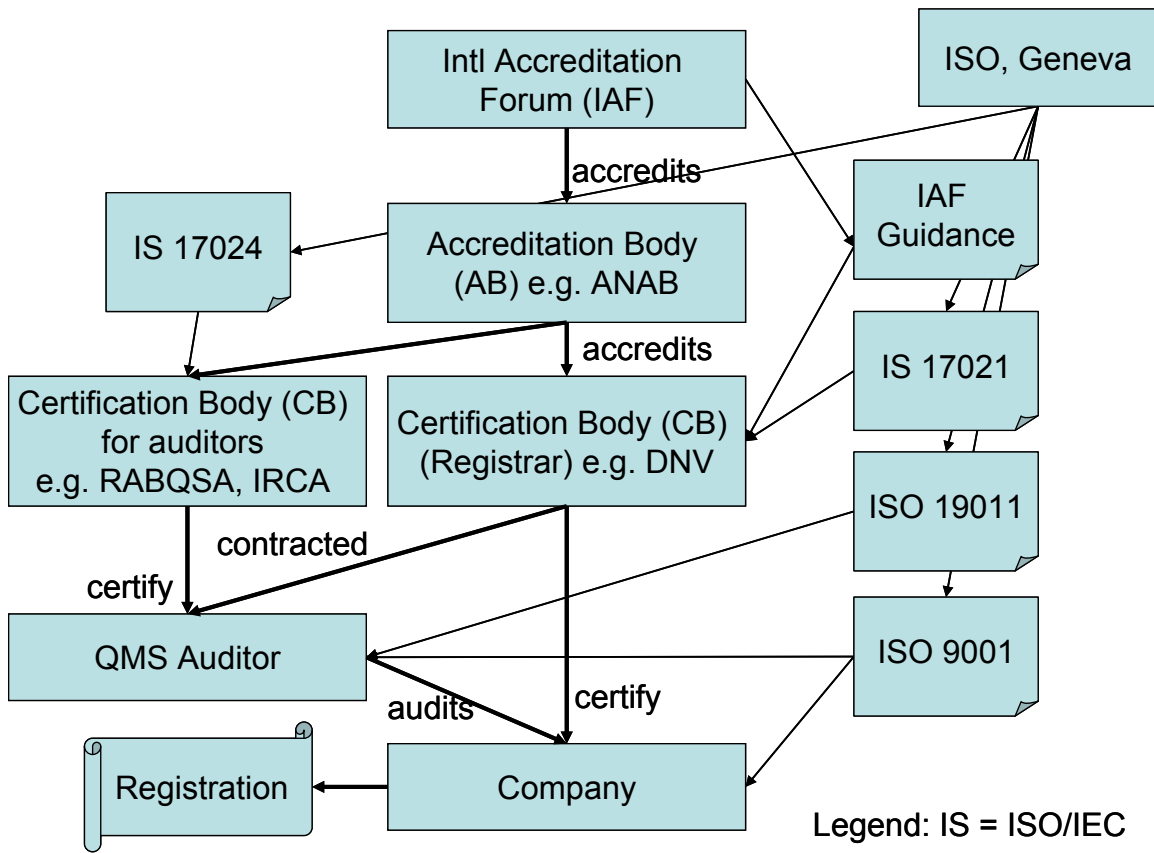 Intl Accreditation
Forum (IAF)
ISO, Geneva
accredits
IAF
Guidance
IS 17024
Accreditation Body
(AB) e.g. ANAB
IS 17021
accredits
Certification Body (CB)
for auditors
e.g. RABQSA, IRCA
Certification Body (CB)
(Registrar) e.g. DNV
ISO 19011
contracted
certify
QMS Auditor
ISO 9001
audits
certify
Registration
Company
Legend: IS = ISO/IEC